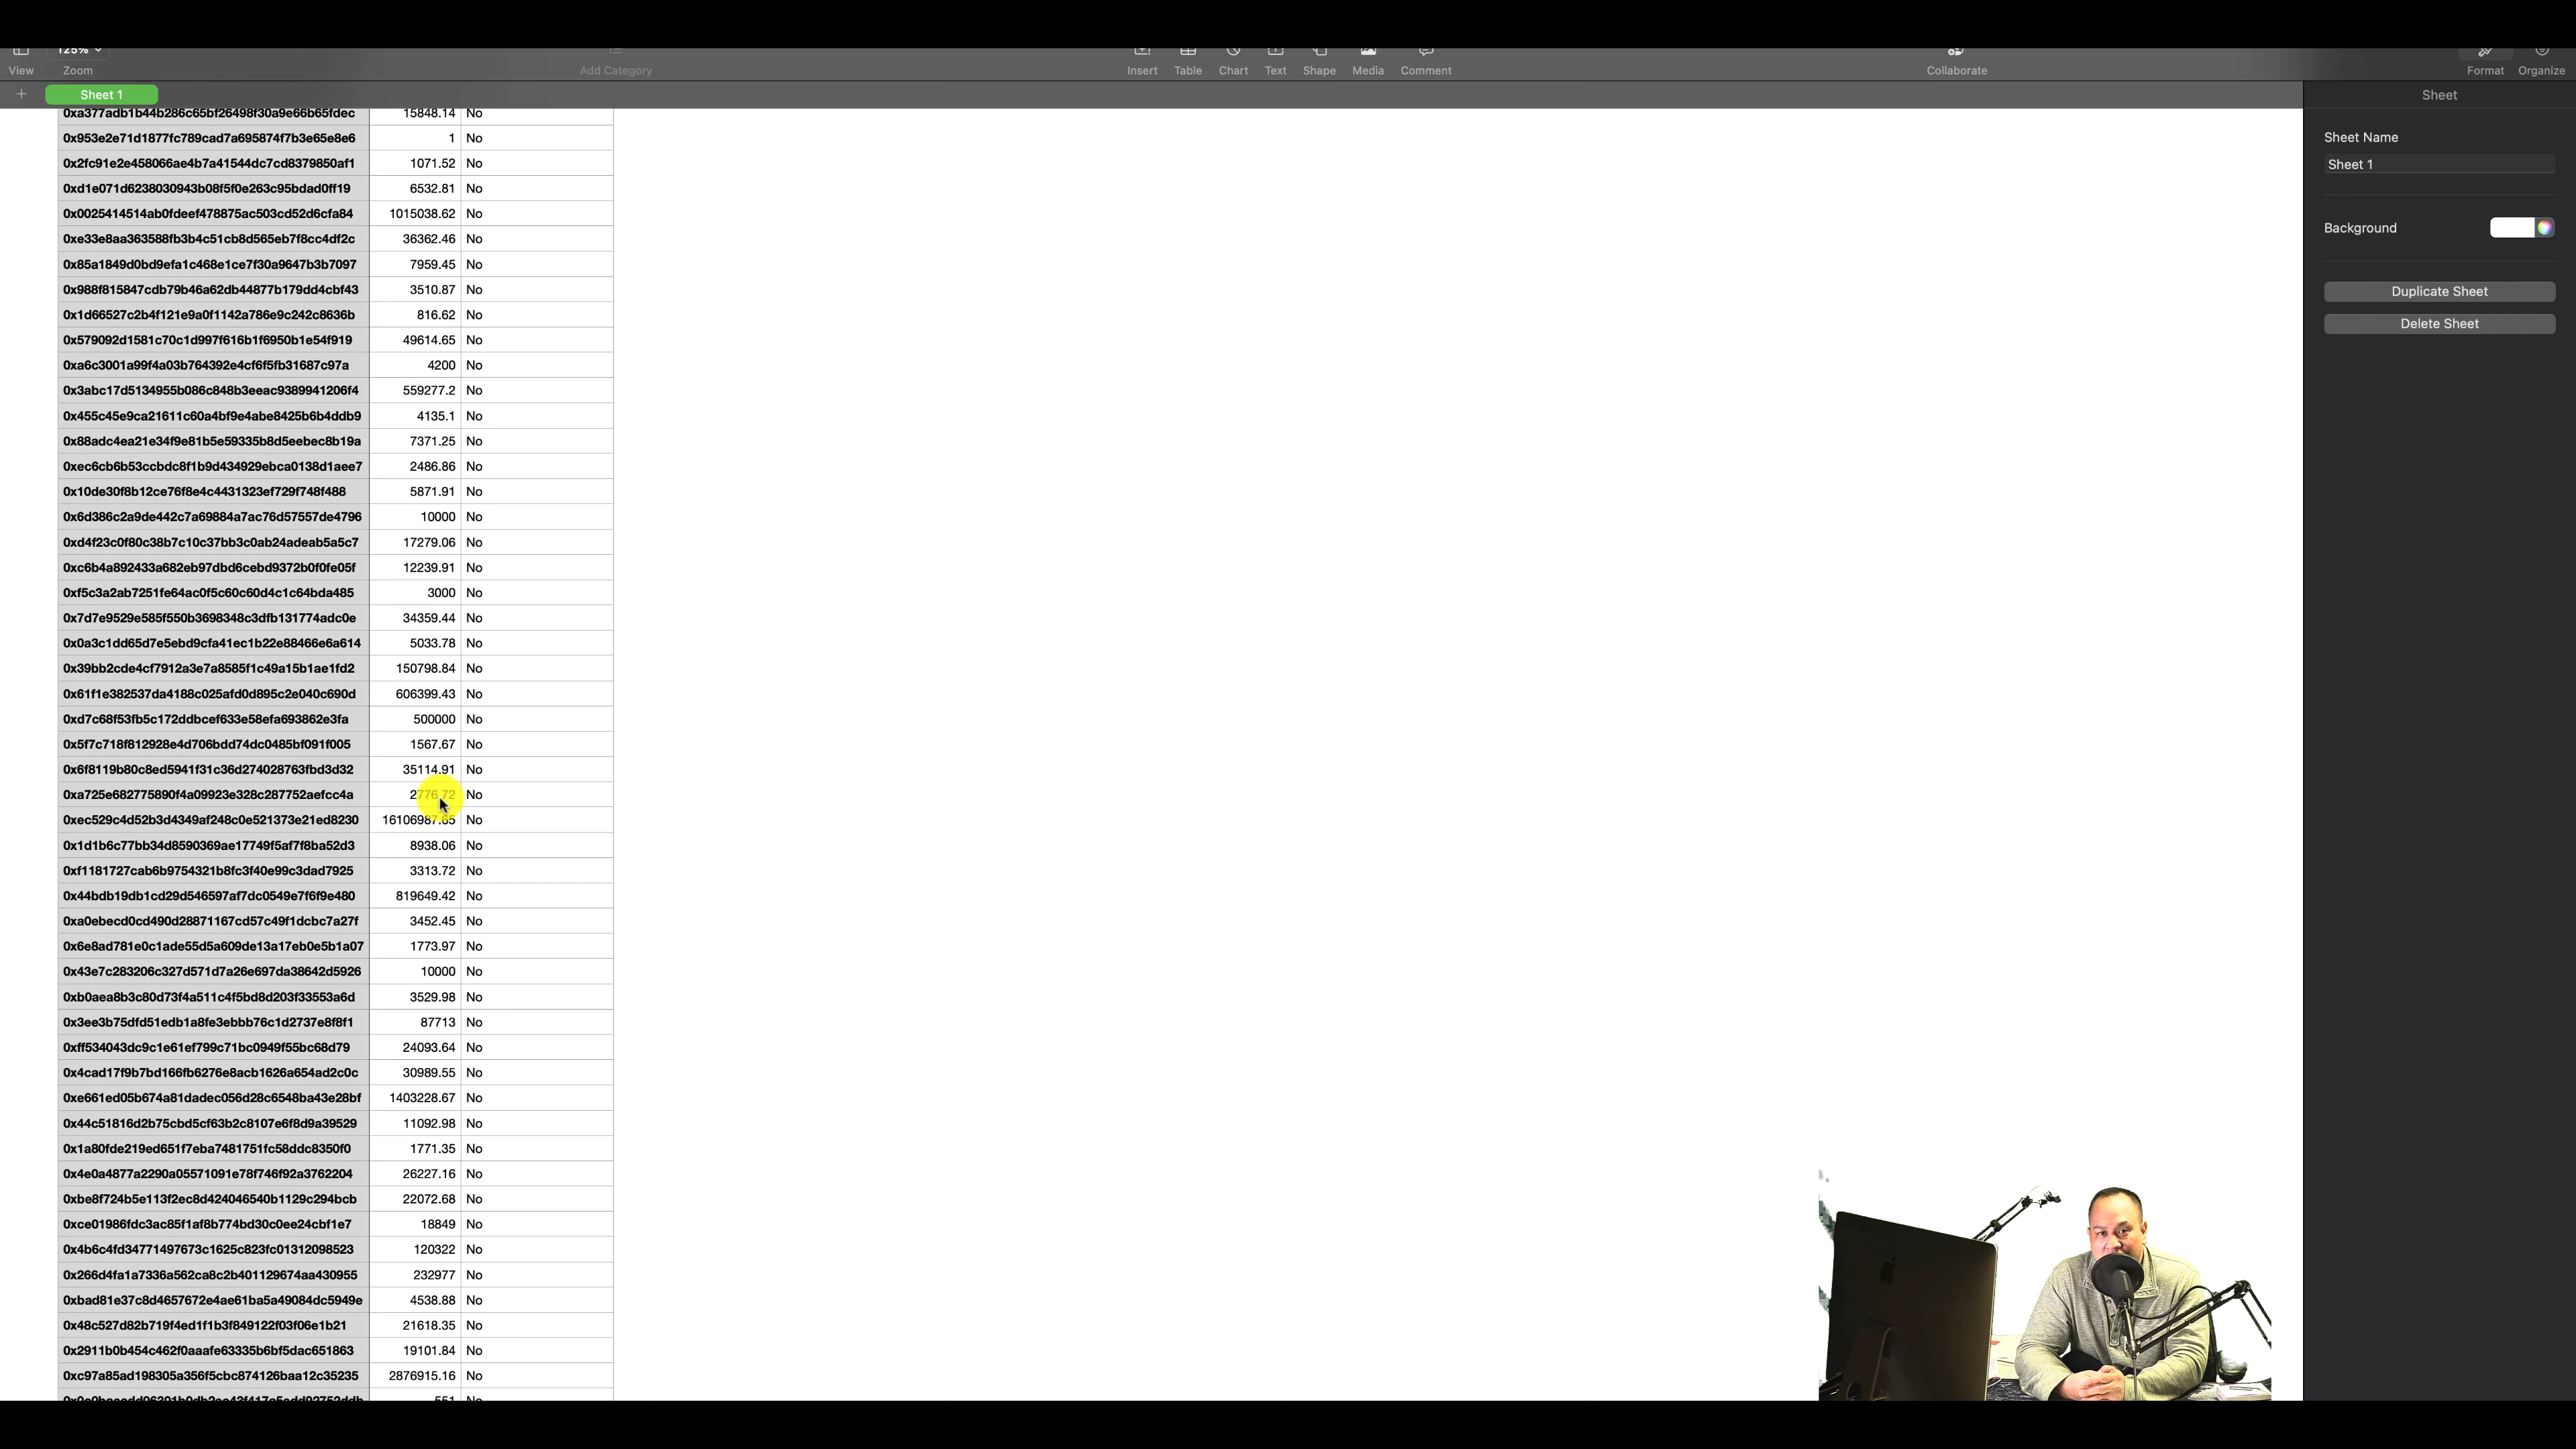 125%
View Zoom Add Category Insert Table Chart Text Shape Media Comment Collaborate Format Organize
+ Sheet 1 Sheet
0xa377adb1b44b286c65bf26498f30a9e66b65fdec 15848.14 No
0x953e2e71d1877fc789cad7a695874f7b3e65e8e6 1 No
0x2fc91e2e458066ae4b7a41544dc7cd8379850af1 1071.52 No
0xd1e071d6238030943b08f5f0e263c95bdad0ff19 6532.81 No
0x0025414514ab0fdeef478875ac503cd52d6cfa84 1015038.62 No
0xe33e8aa363588fb3b4c51cb8d565eb7f8cc4df2c 36362.46 No
0x85a1849d0bd9efa1c468e1ce7f30a9647b3b7097 7959.45 No
0x988f815847cdb79b46a62db44877b179dd4cbf43 3510.87 No
0x1d66527c2b4f121e9a0f1142a786e9c242c8636b 816.62 No
0x579092d1581c70c1d997f616b1f6950b1e54f919 49614.65 No
0xa6c3001a99f4a03b764392e4cf6f5fb31687c97a 4200 No
0x3abc17d5134955b086c848b3eeac9389941206f4 559277.2 No
0x455c45e9ca21611c60a4bf9e4abe8425b6b4ddb9 4135.1 No
0x88adc4ea21e34f9e81b5e59335b8d5eebec8b19a 7371.25 No
0xec6cb6b53ccbdc8f1b9d434929ebca0138d1aee7 2486.86 No
0x10de30f8b12ce76f8e4c4431323ef729f748f488 5871.91 No
0x6d386c2a9de442c7a69884a7ac76d57557de4796 10000 No
0xd4f23c0f80c38b7c10c37bb3c0ab24adeab5a5c7 17279.06 No
0xc6b4a892433a682eb97dbd6cebd9372b0f0fe05f 12239.91 No
0xf5c3a2ab7251fe64ac0f5c60c60d4c1c64bda485 3000 No
0x7d7e9529e585f550b3698348c3dfb131774adc0e 34359.44 No
0x0a3c1dd65d7e5ebd9cfa41ec1b22e88466e6a614 5033.78 No
0x39bb2cde4cf7912a3e7a8585f1c49a15b1ae1fd2 150798.84 No
0x61f1e382537da4188c025afd0d895c2e040c690d 606399.43 No
0xd7c68f53fb5c172ddbcef633e58efa693862e3fa 500000 No
0x5f7c718f812928e4d706bdd74dc0485bf091f005 1567.67 No
0x6f8119b80c8ed5941f31c36d274028763fbd3d32 35114.91 No
0xa725e682775890f4a09923e328c287752aefcc4a 2776.72 No
0xec529c4d52b3d4349af248c0e521373e21ed8230 16106987.65 No
0x1d1b6c77bb34d8590369ae17749f5af7f8ba52d3 8938.06 No
0xf1181727cab6b9754321b8fc3f40e99c3dad7925 3313.72 No
0x44bdb19db1cd29d546597af7dc0549e7f6f9e480 819649.42 No
0xa0ebecd0cd490d28871167cd57c49f1dcbc7a27f 3452.45 No
0x6e8ad781e0c1ade55d5a609de13a17eb0e5b1a07 1773.97 No
0x43e7c283206c327d571d7a26e697da38642d5926 10000 No
0xb0aea8b3c80d73f4a511c4f5bd8d203f33553a6d 3529.98 No
0x3ee3b75dfd51edb1a8fe3ebbb76c1d2737e8f8f1 87713 No
0xff534043dc9c1e61ef799c71bc0949f55bc68d79 24093.64 No
0x4cad17f9b7bd166fb6276e8acb1626a654ad2c0c 30989.55 No
0xe661ed05b674a81dadec056d28c6548ba43e28bf 1403228.67 No
0x44c51816d2b75cbd5cf63b2c8107e6f8d9a39529 11092.98 No
0x1a80fde219ed651f7eba7481751fc58ddc8350f0 1771.35 No
0x4e0a4877a2290a05571091e78f746f92a3762204 26227.16 No
0xbe8f724b5e113f2ec8d424046540b1129c294bcb 22072.68 No
0xce01986fdc3ac85f1af8b774bd30c0ee24cbf1e7 18849 No
0x4b6c4fd34771497673c1625c823fc01312098523 120322 No
0x266d4fa1a7336a562ca8c2b401129674aa430955 232977 No
0xbad81e37c8d4657672e4ae61ba5a49084dc5949e 4538.88 No
0x48c527d82b719f4ed1f1b3f849122f03f06e1b21 21618.35 No
0x2911b0b454c462f0aaafe63335b6bf5dac651863 19101.84 No
0xc97a85ad198305a356f5cbc874126baa12c35235 2876915.16 No
551 No
Sheet Name
Sheet 1
Background
Duplicate Sheet
Delete Sheet